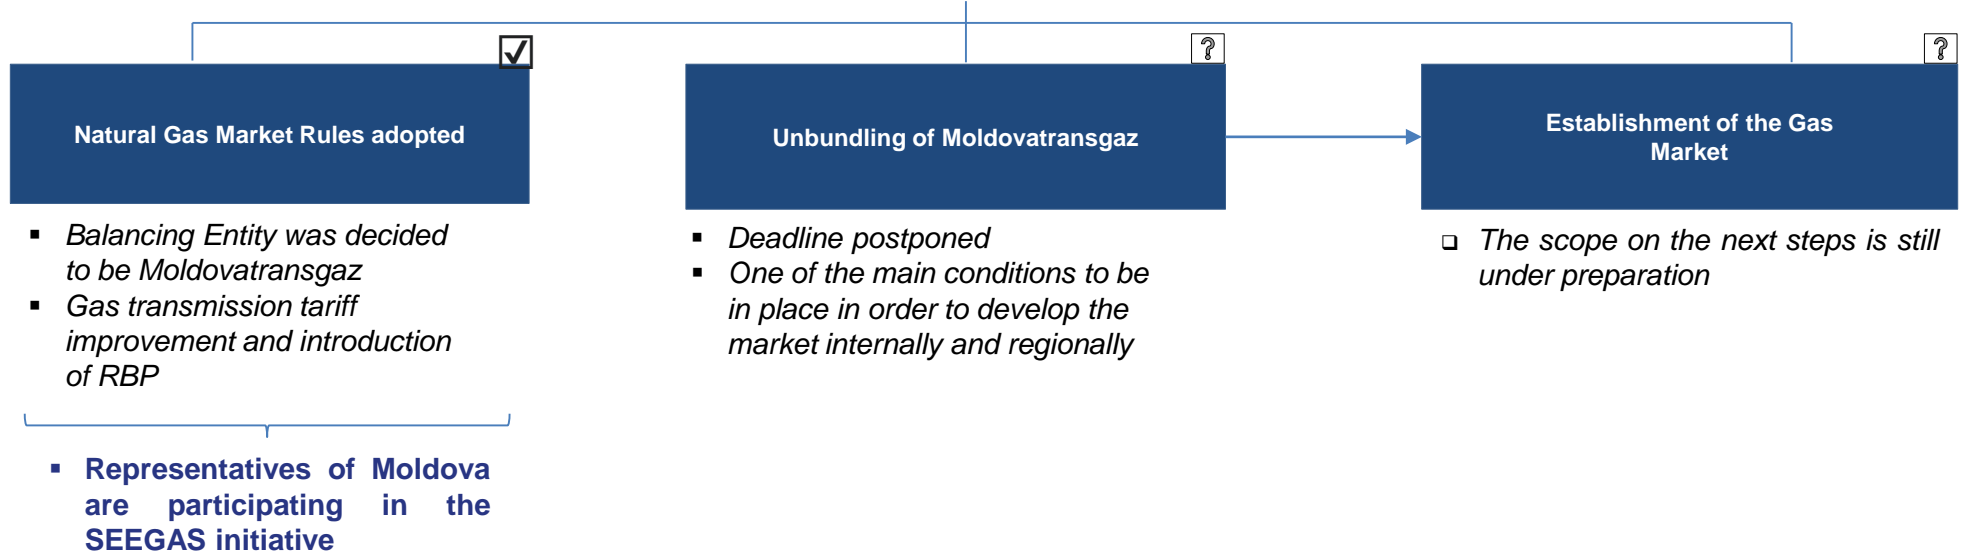 Natural Gas Market Rules adopted
▪ Balancing Entity was decided
to be Moldovatransgaz
▪ Gas transmission tariff
improvement and introduction
of RBP
▪ Representatives of Moldova
are participating in the
SEEGAS initiative
?
Unbundling of Moldovatransgaz
▪ Deadline postponed
▪ One of the main conditions to be
in place in order to develop the
market internally and regionally
?
Establishment of the Gas
Market
❑ The scope on the next steps is still
under preparation